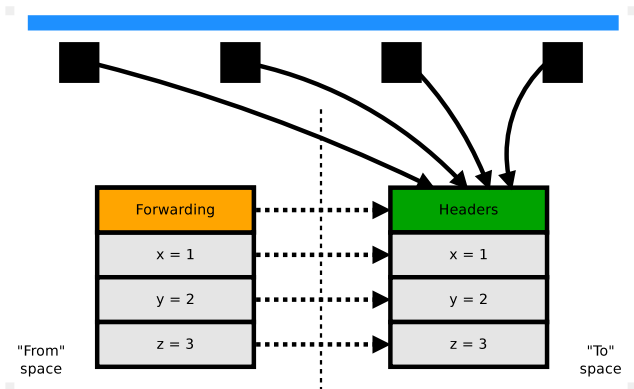 Forwarding
x = 1
y = 2
z = 3
Headers
x = 1
y = 2
z = 3
"From"
space
"To"
space